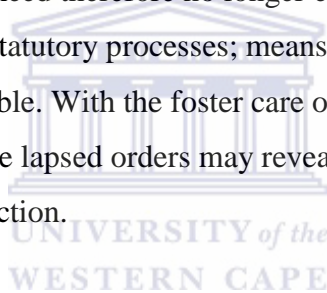 therefore no longer
tatutory processes; means
ble. With the foster care o
e lapsed orders may revea
ction.
UNIVERSITY of the
WESTERN CAPE